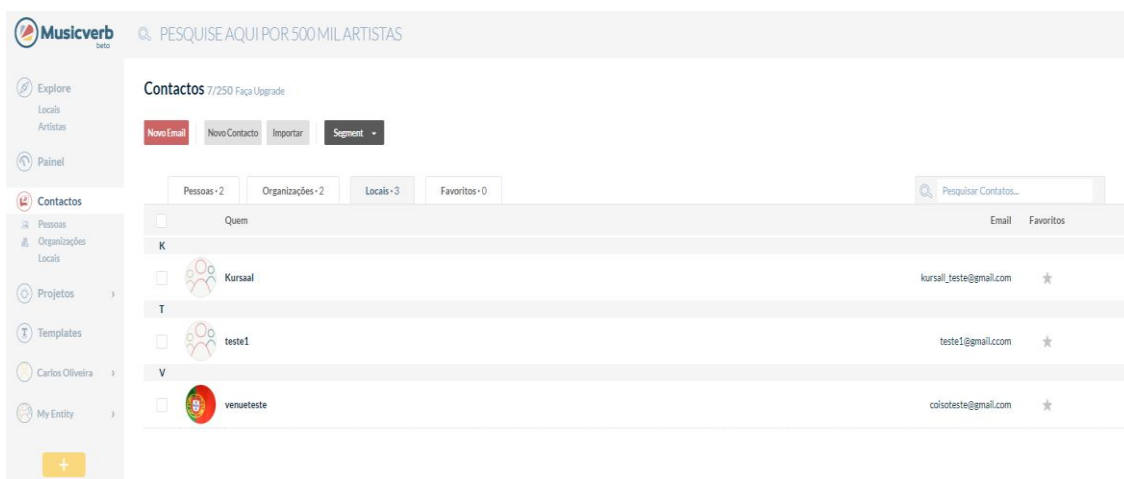 Musicverb
beta
PESQUISE AQUI POR 500 MIL ARTISTAS
Explore
Locais
Artistas
Painel
Contactos
Pessoas
Organizações
Locais
Projetos
Templates
Carlos Oliveira
My Entity
+
Contactos 7/250 Faça Upgrade
Novo Email Novo Contacto Importar Segment
Pessoas • 2 Organizações • 2 Locais • 3 Favoritos • 0 Pesquisar Contatos...
Quem Email Favoritos
K
Kursaal kursall_teste@gmail.com
T
teste1 teste1@gmail.ccom
V
venueteste coisoteste@gmail.com